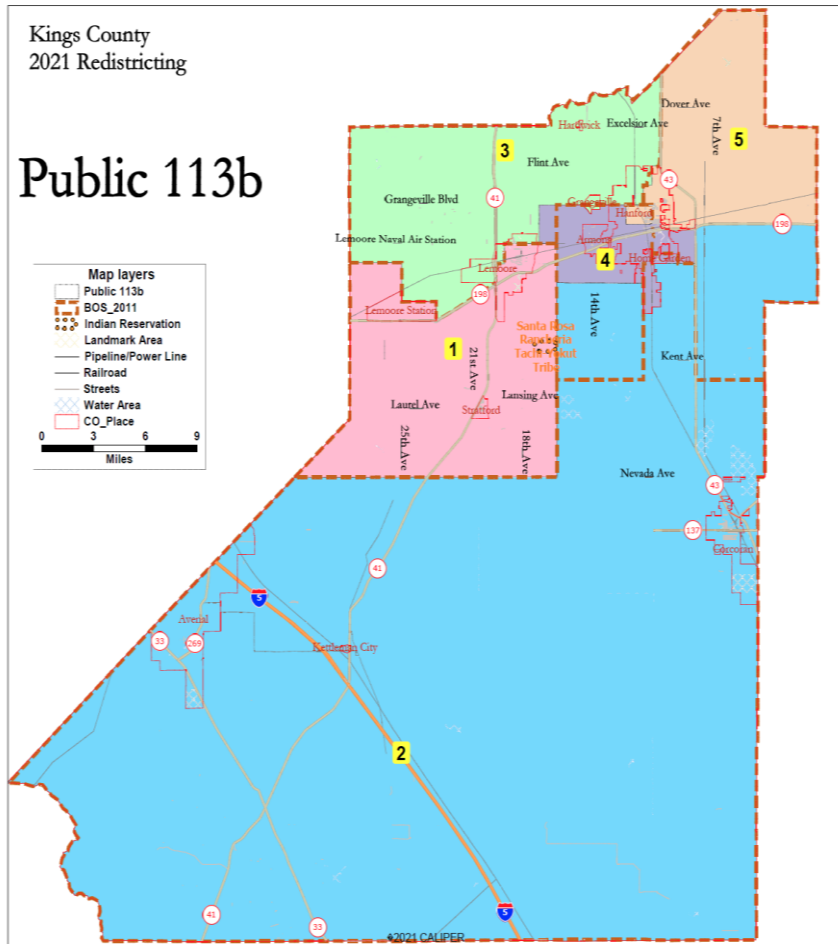 Kings County
2021 Redistricting
Public 113b
Dover Ave
Hardwick
Excelsior Ave
7th Ave
5
3
Flint Ave
43
Grangeville Blvd
41
Hanford
198
Lemoore Naval Air Station
Armona
Home Garden
Lemoore
4
198
Lemoore Station
14th Ave
Santa Rosa
Rancheria
Tachi Yokut
Tribe
1
21st Ave
Kent Ave
Laurel Ave
Lansing Ave
Stratford
25th Ave
18th Ave
Nevada Ave
43
137
Corcoran
41
5
Avenal
33
269
Kettleman City
2
41
33
5
©2021 CALIPER
Map layers
Public 113b
BOS_2011
Indian Reservation
Landmark Area
Pipeline/Power Line
Railroad
Streets
Water Area
CO_Place
0 3 6 9
Miles